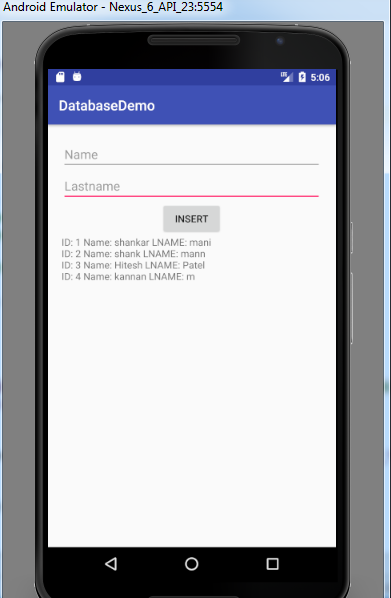 Android Emulator - Nexus_6_API_23:5554
LTE 5:06
DatabaseDemo
Name
Lastname
INSERT
ID: 1 Name: shankar LNAME: mani
ID: 2 Name: shank LNAME: mann
ID: 3 Name: Hitesh LNAME: Patel
ID: 4 Name: kannan LNAME: m